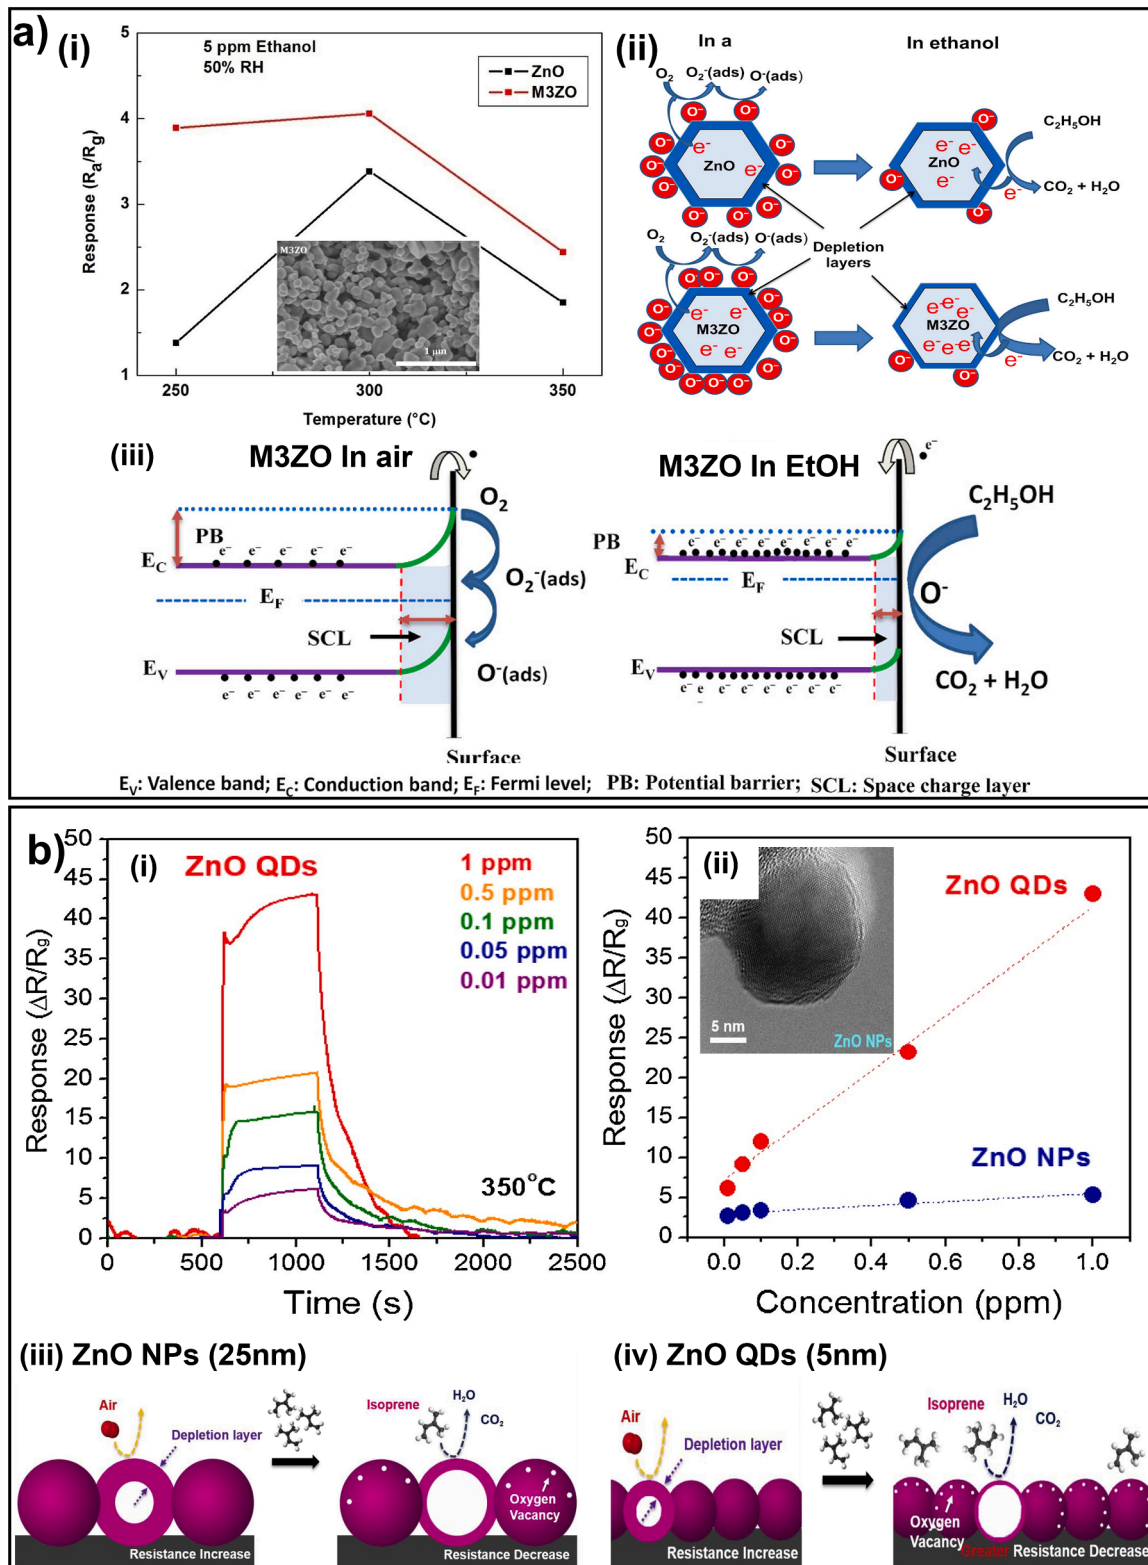 a)
(i)
5 ppm Ethanol
50% RH
ZnO
M3ZO
Response (Ra/Rg)
5
4
3
2
1
M3ZO
1 µm
250
300
350
Temperature (°C)
(ii)
In a
In ethanol
O2
O2-(ads)
O-(ads)
O- O- O- O- O- O- O- O- O- O-
e-
ZnO
e-
O-
e- e-
ZnO
e-
O-
O-
C2H5OH
e-
CO2 + H2O
Depletion
layers
O2
O2-(ads)
O-(ads)
O- O- O- O- O- O- O- O- O- O- O- O- O- O-
e- e-
M3ZO
e- e-
e-e-
e-
M3ZO
e-e-e-
O-
O-
C2H5OH
e-
CO2 + H2O
(iii)
M3ZO In air
PB
e- e- e- e- e-
EC
EF
SCL
EV
e- e- e- e- e-
O2
O2-(ads)
O-(ads)
Surface
M3ZO In EtOH
e-
PB
e- e- e- e- e- e- e- e-
EC
EF
SCL
EV
e- e- e- e- e- e- e- e-
C2H5OH
O-
CO2 + H2O
Surface
EV: Valence band; EC: Conduction band; EF: Fermi level; PB: Potential barrier; SCL: Space charge layer
b)
(i)
ZnO QDs
1 ppm
0.5 ppm
0.1 ppm
0.05 ppm
0.01 ppm
350°C
Response (ΔR/Rg)
50
45
40
35
30
25
20
15
10
5
0
0
500
1000
1500
2000
2500
Time (s)
(ii)
5 nm
ZnO NPs
ZnO QDs
ZnO NPs
Response (ΔR/Rg)
50
45
40
35
30
25
20
15
10
5
0
0.0
0.2
0.4
0.6
0.8
1.0
Concentration (ppm)
(iii) ZnO NPs (25nm)
Air
Depletion layer
Resistance Increase
Isoprene
H2O
CO2
Oxygen
Vacancy
Resistance Decrease
(iv) ZnO QDs (5nm)
Air
Depletion layer
Resistance Increase
Isoprene
H2O
CO2
Oxygen
Vacancy
Greater Resistance Decrease